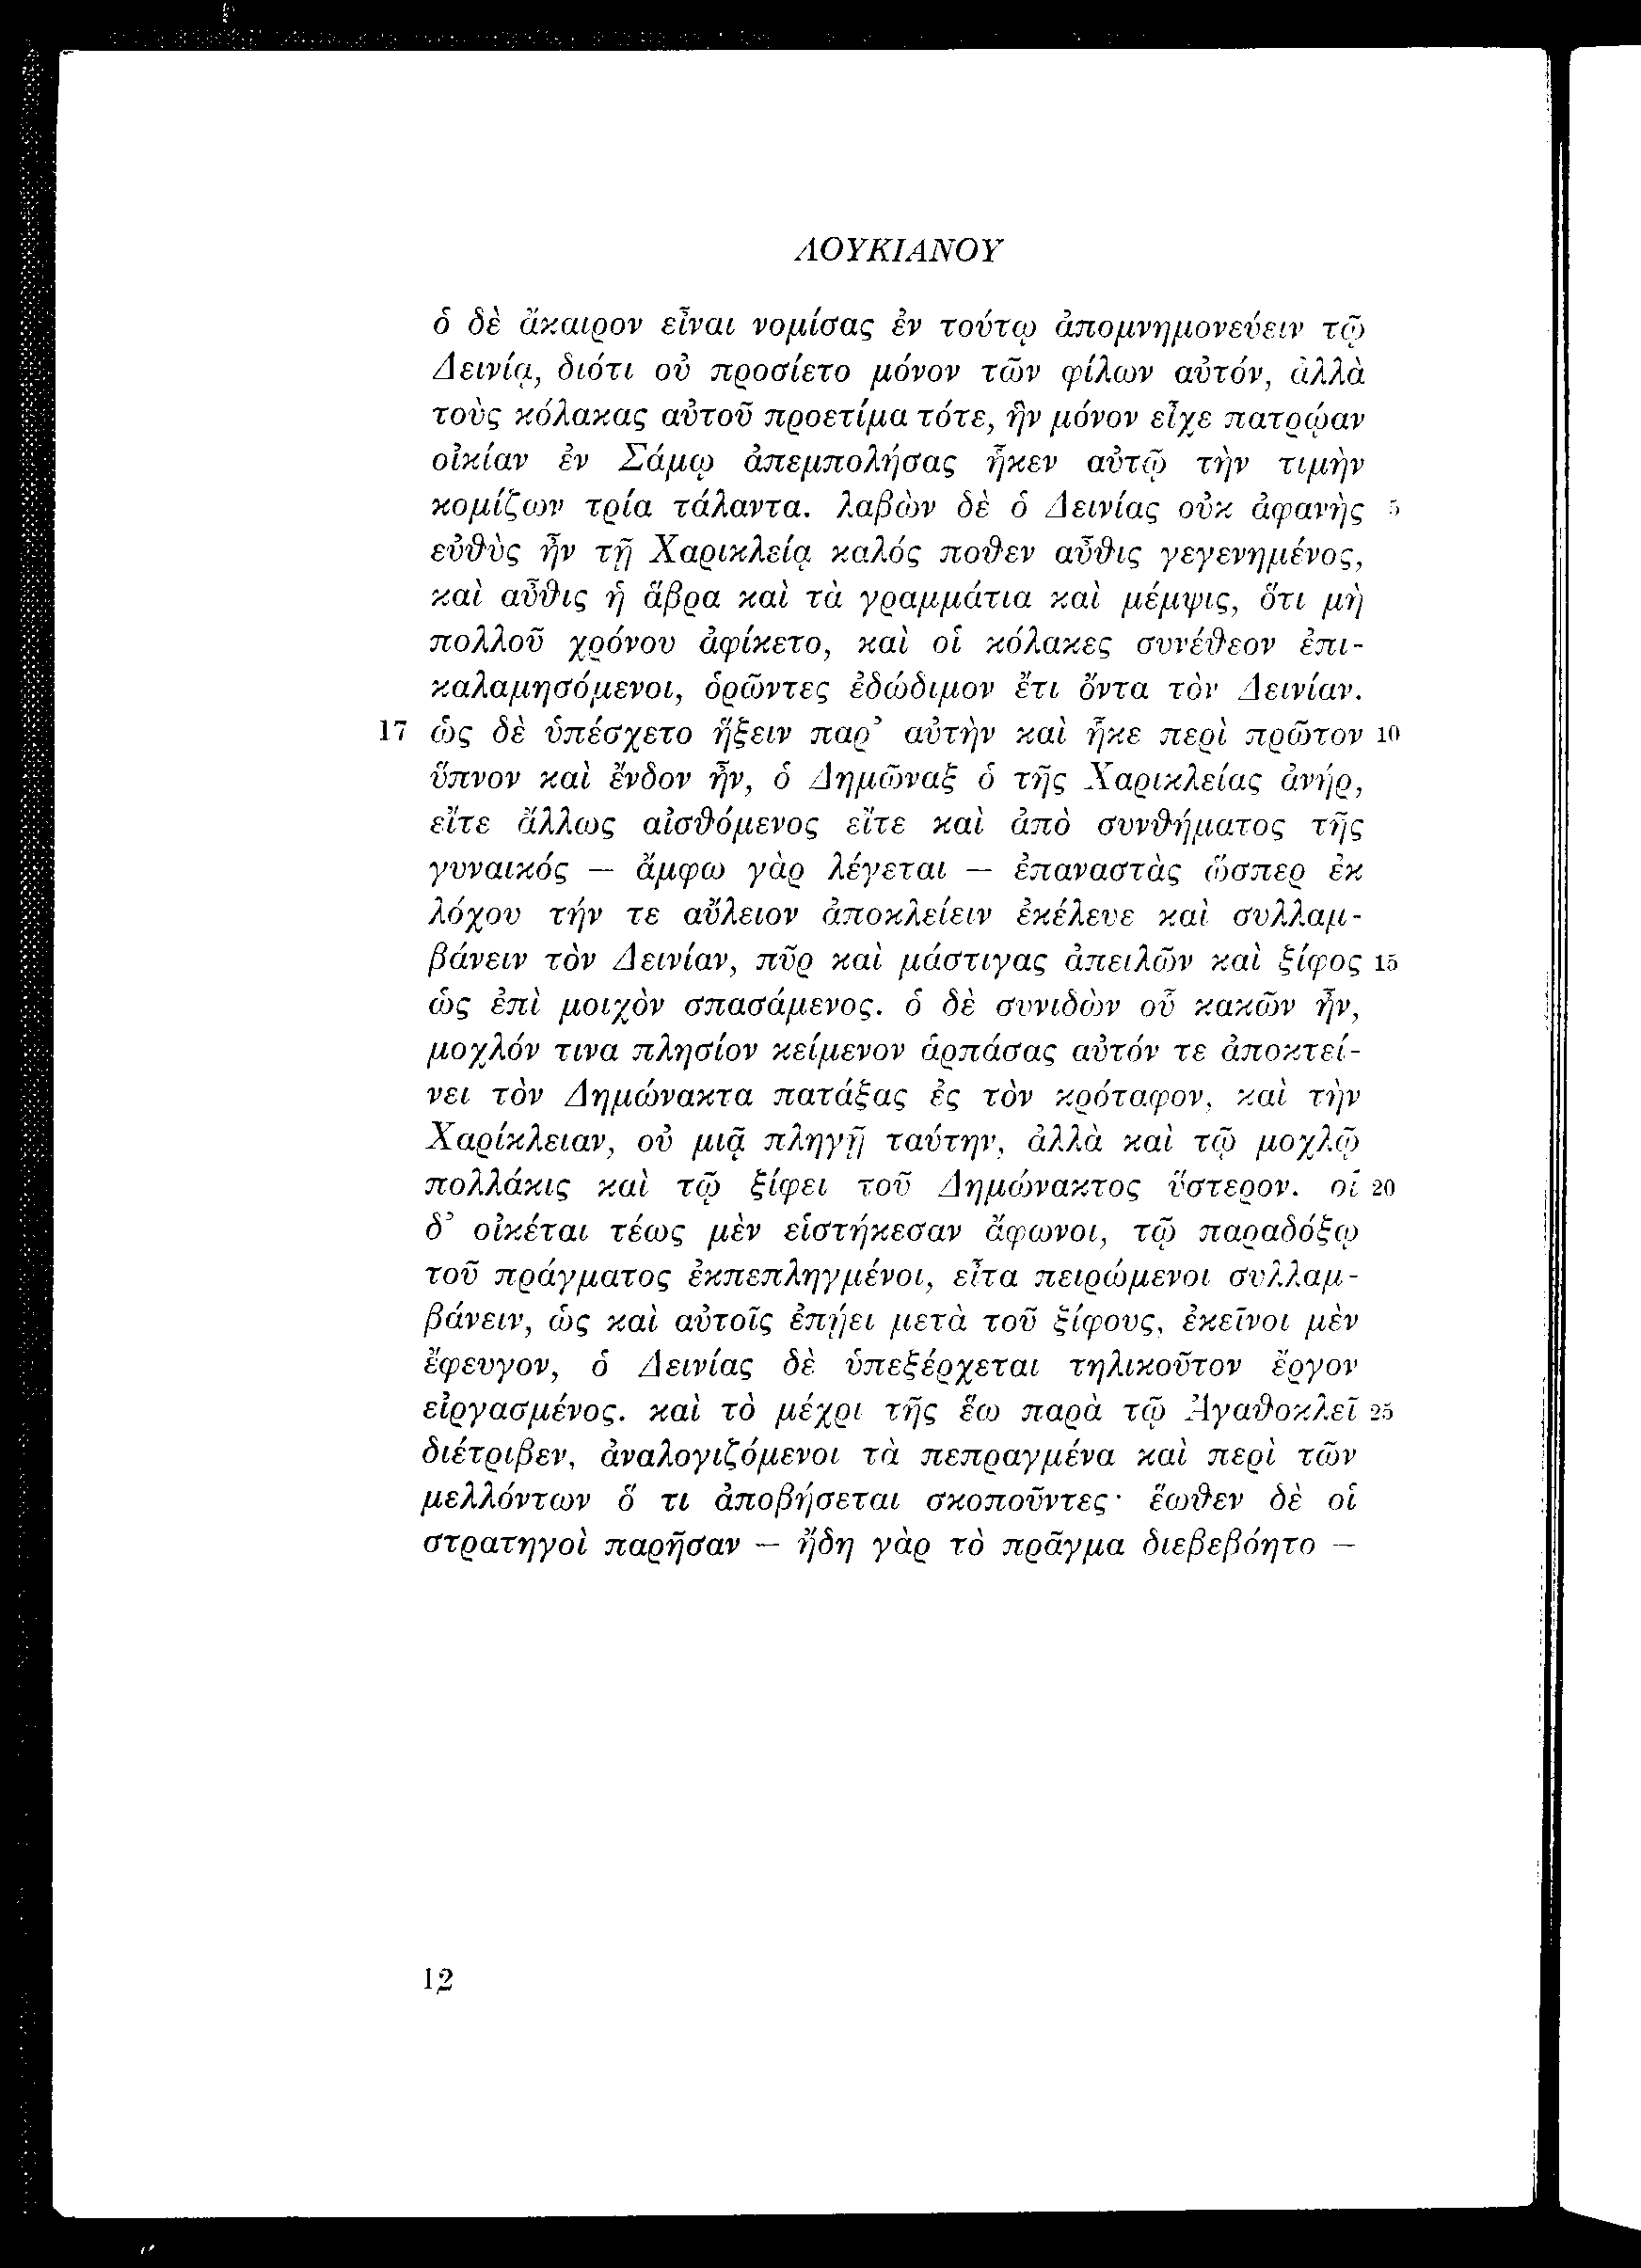 ΛΟΥΚΙΑΝΟΥ
ὁ δὲ ἄκαιρον εἶναι νομίσας ἐν τούτῳ ἀπομνημονεύειν τῷ
Δεινίᾳ, διότι οὐ προσίετο μόνον τῶν φίλων αὐτόν, ἀλλὰ
τοὺς κόλακας αὐτοῦ προετίμα τότε, ἣν μόνον εἶχε πατρῴαν
οἰκίαν ἐν Σάμῳ ἀπεμπολήσας ἧκεν αὐτῷ τὴν τιμὴν
κομίζων τρία τάλαντα. λαβὼν δὲ ὁ Δεινίας οὐκ ἀφανὴς 5
εὐθὺς ἦν τῇ Χαρικλείᾳ καλός ποθεν αὖθις γεγενημένος,
καὶ αὖθις ἡ ἅβρα καὶ τὰ γραμμάτια καὶ μέμψις, ὅτι μὴ
πολλοῦ χρόνου ἀφίκετο, καὶ οἱ κόλακες συνέθεον ἐπι-
καλαμησόμενοι, ὁρῶντες ἐδώδιμον ἔτι ὄντα τὸν Δεινίαν.
17 ὡς δὲ ὑπέσχετο ἥξειν παρ’ αὐτὴν καὶ ἧκε περὶ πρῶτον 10
ὕπνον καὶ ἔνδον ἦν, ὁ Δημῶναξ ὁ τῆς Χαρικλείας ἀνήρ,
εἴτε ἄλλως αἰσθόμενος εἴτε καὶ ἀπὸ συνθήματος τῆς
γυναικός — ἄμφω γὰρ λέγεται — ἐπαναστὰς ὥσπερ ἐκ
λόχου τήν τε αὔλειον ἀποκλείειν ἐκέλευε καὶ συλλαμ-
βάνειν τὸν Δεινίαν, πῦρ καὶ μάστιγας ἀπειλῶν καὶ ξίφος 15
ὡς ἐπὶ μοιχὸν σπασάμενος. ὁ δὲ συνιδὼν οὗ κακῶν ἦν,
μοχλόν τινα πλησίον κείμενον ἁρπάσας αὐτόν τε ἀποκτεί-
νει τὸν Δημώνακτα πατάξας ἐς τὸν κρόταφον, καὶ τὴν
Χαρίκλειαν, οὐ μιᾷ πληγῇ ταύτην, ἀλλὰ καὶ τῷ μοχλῷ
πολλάκις καὶ τῷ ξίφει τοῦ Δημώνακτος ὕστερον. οἱ 20
δ’ οἰκέται τέως μὲν εἱστήκεσαν ἄφωνοι, τῷ παραδόξῳ
τοῦ πράγματος ἐκπεπληγμένοι, εἶτα πειρώμενοι συλλαμ-
βάνειν, ὡς καὶ αὐτοῖς ἐπῄει μετὰ τοῦ ξίφους, ἐκεῖνοι μὲν
ἔφευγον, ὁ Δεινίας δὲ ὑπεξέρχεται τηλικοῦτον ἔργον
εἰργασμένος. καὶ τὸ μέχρι τῆς ἕω παρὰ τῷ Ἀγαθοκλεῖ 25
διέτριβεν, ἀναλογιζόμενοι τὰ πεπραγμένα καὶ περὶ τῶν
μελλόντων ὅ τι ἀποβήσεται σκοποῦντες· ἕωθεν δὲ οἱ
στρατηγοὶ παρῆσαν — ἤδη γὰρ τὸ πρᾶγμα διεβεβόητο —
12